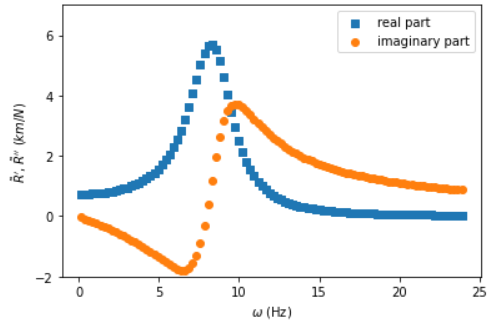 real part
imaginary part
6
4
2
0
−2
0
5
10
15
20
25
R̃′, R̃″ (km/N)
ω (Hz)